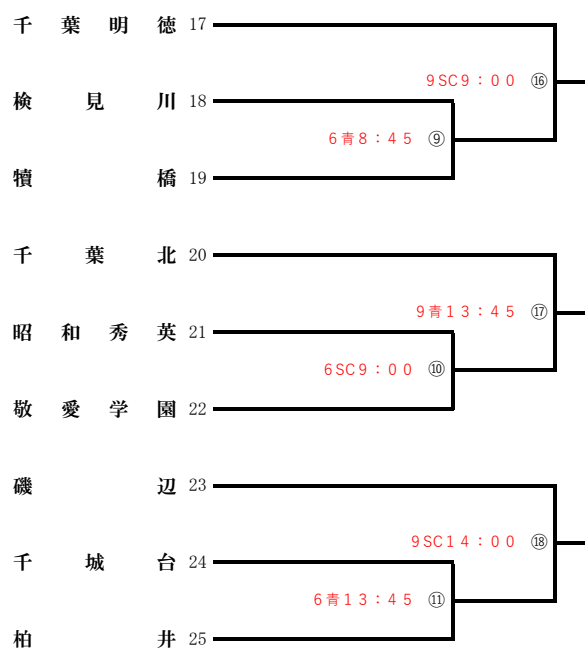 千葉明徳 17
9SC9：00 ⑯
検見川 18
6青8：45 ⑨
犢橋 19
千葉北 20
9青13：45 ⑰
昭和秀英 21
6SC9：00 ⑩
敬愛学園 22
磯辺 23
9SC14：00 ⑱
千城台 24
6青13：45 ⑪
柏井 25